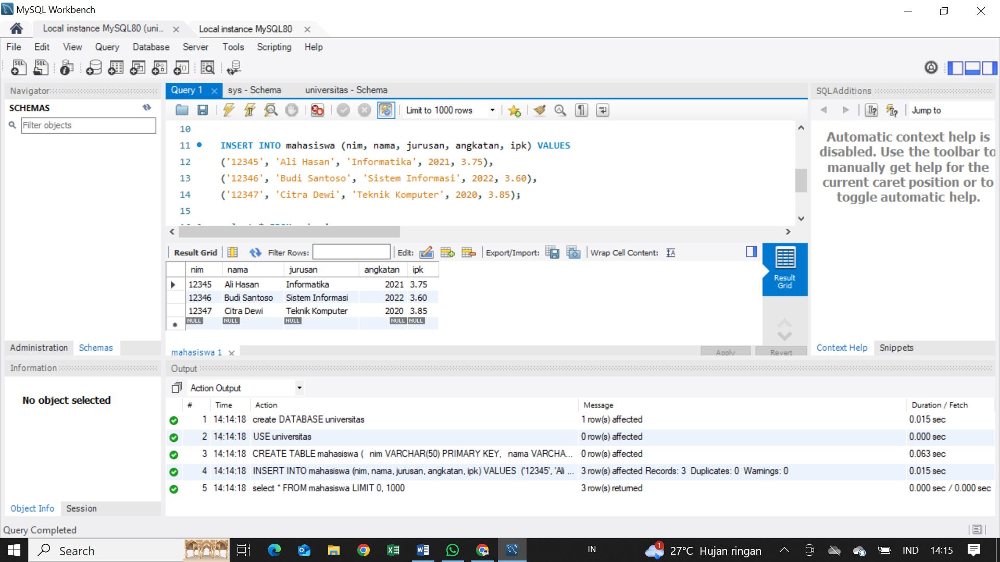 MySQL Workbench
Local instance MySQL80 (uni... Local instance MySQL80
File Edit View Query Database Server Tools Scripting Help
Navigator
SCHEMAS
Filter objects
Administration Schemas
Information
No object selected
Object Info Session
Query 1 sys - Schema universitas - Schema
Limit to 1000 rows
10
11 INSERT INTO mahasiswa (nim, nama, jurusan, angkatan, ipk) VALUES
12 ('12345', 'Ali Hasan', 'Informatika', 2021, 3.75),
13 ('12346', 'Budi Santoso', 'Sistem Informasi', 2022, 3.60),
14 ('12347', 'Citra Dewi', 'Teknik Komputer', 2020, 3.85);
15
Result Grid Filter Rows: Edit: Export/Import: Wrap Cell Content:
nim nama jurusan angkatan ipk
12345 Ali Hasan Informatika 2021 3.75
12346 Budi Santoso Sistem Informasi 2022 3.60
12347 Citra Dewi Teknik Komputer 2020 3.85
NULL NULL NULL NULL NULL
Result
Grid
mahasiswa 1 Apply Revert
SQLAdditions
Jump to
Automatic context help is
disabled. Use the toolbar to
manually get help for the
current caret position or to
toggle automatic help.
Context Help Snippets
Output
Action Output
# Time Action Message Duration / Fetch
1 14:14:18 create DATABASE universitas 1 row(s) affected 0.015 sec
2 14:14:18 USE universitas 0 row(s) affected 0.000 sec
3 14:14:18 CREATE TABLE mahasiswa ( nim VARCHAR(50) PRIMARY KEY, nama VARCHA... 0 row(s) affected 0.063 sec
4 14:14:18 INSERT INTO mahasiswa (nim, nama, jurusan, angkatan, ipk) VALUES ('12345', 'Ali ... 3 row(s) affected Records: 3 Duplicates: 0 Warnings: 0 0.015 sec
5 14:14:18 select * FROM mahasiswa LIMIT 0, 1000 3 row(s) returned 0.000 sec / 0.000 sec
Query Completed
Search IN 1 27°C Hujan ringan IND 14:15